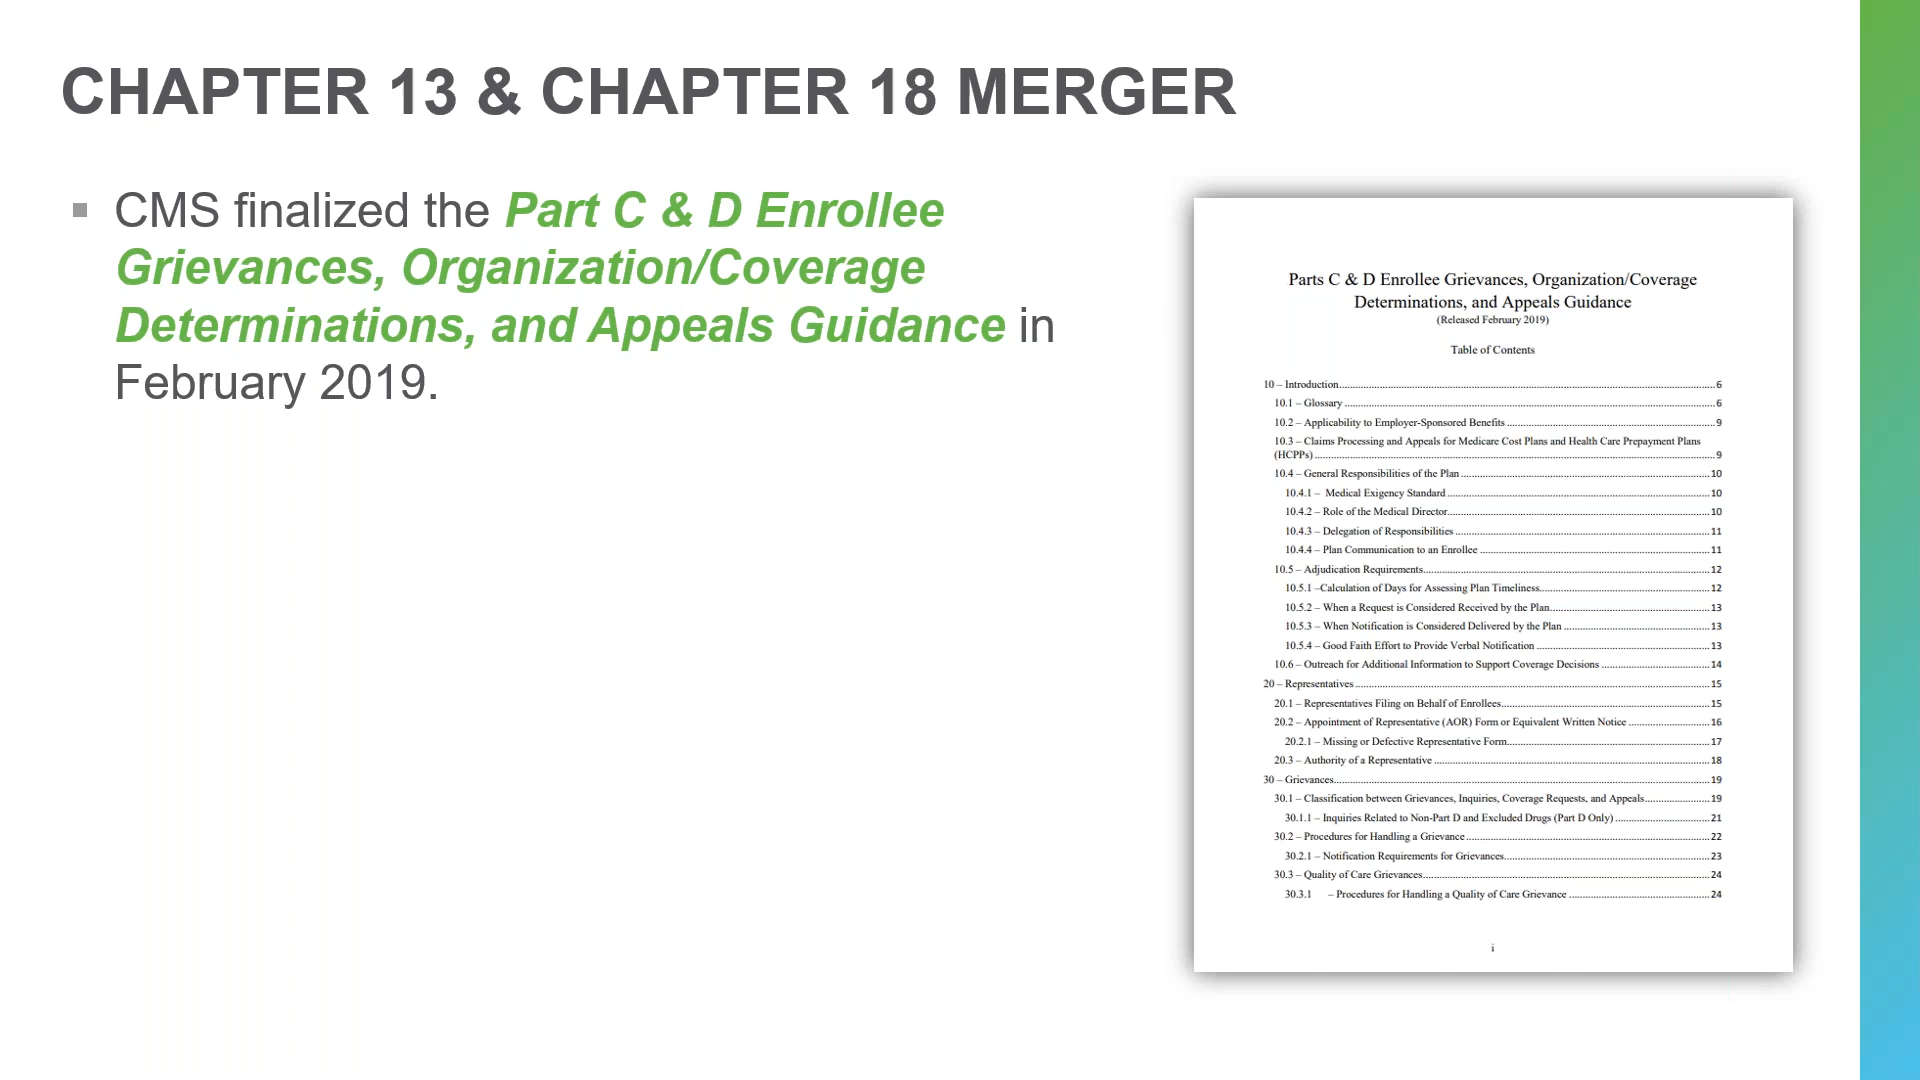 CHAPTER 13 & CHAPTER 18 MERGER
▪ CMS finalized the Part C & D Enrollee
Grievances, Organization/Coverage
Determinations, and Appeals Guidance in
February 2019.
Parts C & D Enrollee Grievances, Organization/Coverage
Determinations, and Appeals Guidance
(Released February 2019)
Table of Contents
10 – Introduction....6
10.1 – Glossary ....6
10.2 – Applicability to Employer-Sponsored Benefits ....9
10.3 – Claims Processing and Appeals for Medicare Cost Plans and Health Care Prepayment Plans
(HCPPs) ....9
10.4 – General Responsibilities of the Plan ....10
10.4.1 –  Medical Exigency Standard ....10
10.4.2 – Role of the Medical Director....10
10.4.3 – Delegation of Responsibilities ....11
10.4.4 – Plan Communication to an Enrollee ....11
10.5 – Adjudication Requirements....12
10.5.1 –Calculation of Days for Assessing Plan Timeliness....12
10.5.2 – When a Request is Considered Received by the Plan....13
10.5.3 – When Notification is Considered Delivered by the Plan ....13
10.5.4 – Good Faith Effort to Provide Verbal Notification ....13
10.6 – Outreach for Additional Information to Support Coverage Decisions ....14
20 – Representatives ....15
20.1 – Representatives Filing on Behalf of Enrollees....15
20.2 – Appointment of Representative (AOR) Form or Equivalent Written Notice ....16
20.2.1 – Missing or Defective Representative Form....17
20.3 – Authority of a Representative ....18
30 – Grievances....19
30.1 – Classification between Grievances, Inquiries, Coverage Requests, and Appeals....19
30.1.1 – Inquiries Related to Non-Part D and Excluded Drugs (Part D Only) ....21
30.2 – Procedures for Handling a Grievance ....22
30.2.1 – Notification Requirements for Grievances....23
30.3 – Quality of Care Grievances....24
30.3.1 – Procedures for Handling a Quality of Care Grievance ....24
i